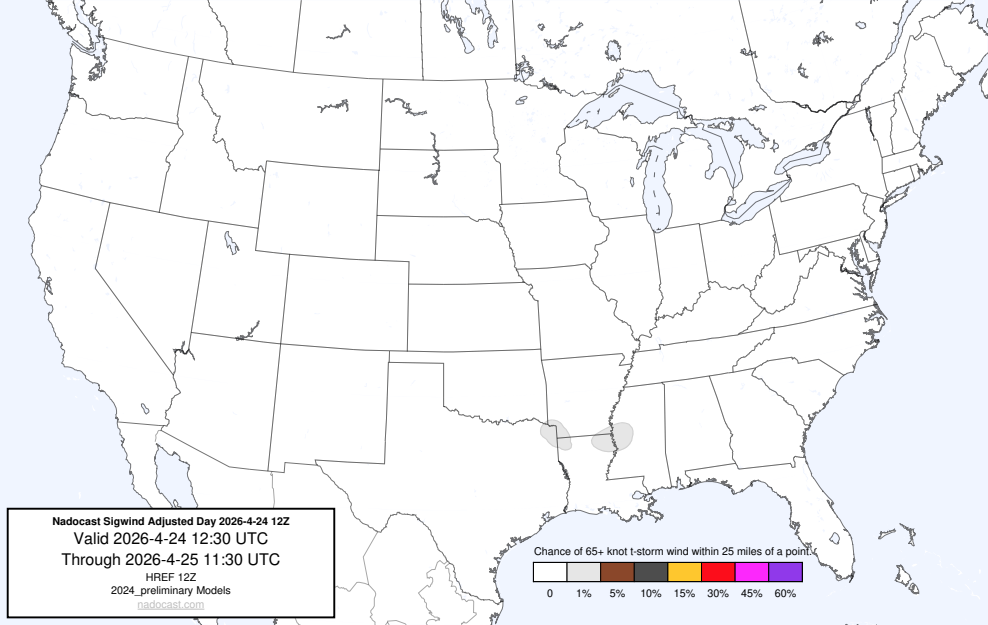 Nadocast Sigwind Adjusted Day 2026-4-24 12Z
Valid 2026-4-24 12:30 UTC
Through 2026-4-25 11:30 UTC
HREF 12Z
2024_preliminary Models
nadocast.com
Chance of 65+ knot t-storm wind within 25 miles of a point.
0 1% 5% 10% 15% 30% 45% 60%